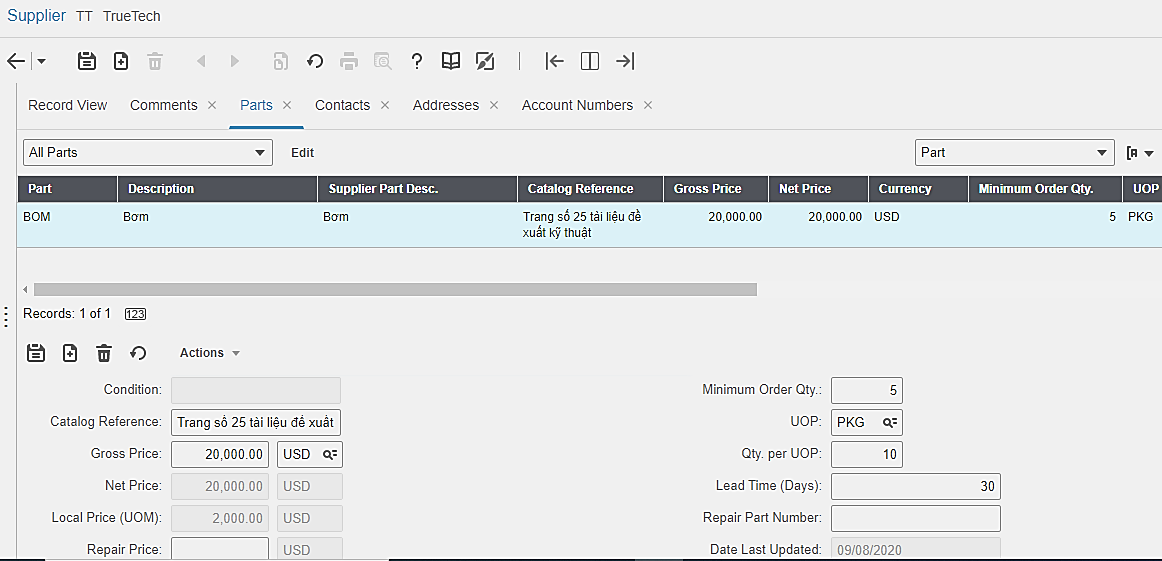 Supplier TT TrueTech
Record View Comments × Parts × Contacts × Addresses × Account Numbers ×
All Parts Edit Part
Part Description Supplier Part Desc. Catalog Reference Gross Price Net Price Currency Minimum Order Qty. UOP
BOM Bơm Bơm Trang số 25 tài liệu đề 20,000.00 20,000.00 USD 5 PKG
xuất kỹ thuật
Records: 1 of 1 123
Actions
Condition: Minimum Order Qty.: 5
Catalog Reference: Trang số 25 tài liệu đề xuất UOP: PKG
Gross Price: 20,000.00 USD Qty. per UOP: 10
Net Price: 20,000.00 USD Lead Time (Days): 30
Local Price (UOM): 2,000.00 USD Repair Part Number:
Repair Price: USD Date Last Updated: 09/08/2020